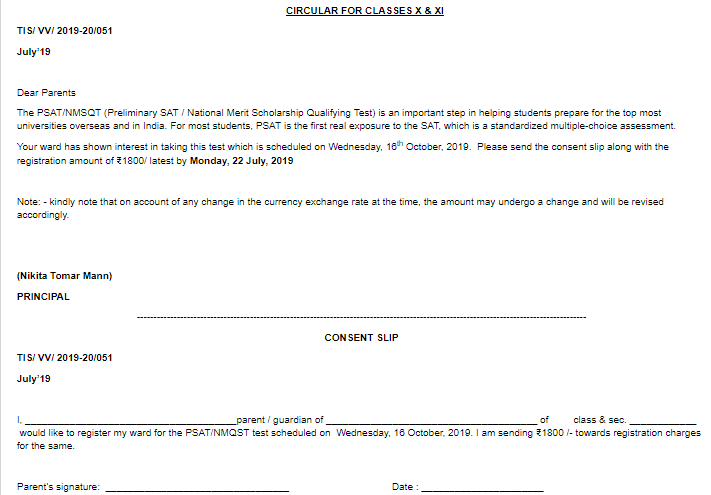 CIRCULAR FOR CLASSES X & XI
TIS/ VV/ 2019-20/051
July'19
Dear Parents
The PSAT/NMSQT (Preliminary SAT / National Merit Scholarship Qualifying Test) is an important step in helping students prepare for the top most
universities overseas and in India. For most students, PSAT is the first real exposure to the SAT, which is a standardized multiple-choice assessment.
Your ward has shown interest in taking this test which is scheduled on Wednesday, 16th October, 2019. Please send the consent slip along with the
registration amount of ₹1800/ latest by Monday, 22 July, 2019
Note: - kindly note that on account of any change in the currency exchange rate at the time, the amount may undergo a change and will be revised
accordingly.
(Nikita Tomar Mann)
PRINCIPAL
CONSENT SLIP
TIS/ VV/ 2019-20/051
July'19
I, ______________________________________parent / guardian of ______________________________________ of class & sec. ____________
would like to register my ward for the PSAT/NMQST test scheduled on Wednesday, 16 October, 2019. I am sending ₹1800 /- towards registration charges
for the same.
Parent's signature: _________________________________ Date : ______________________